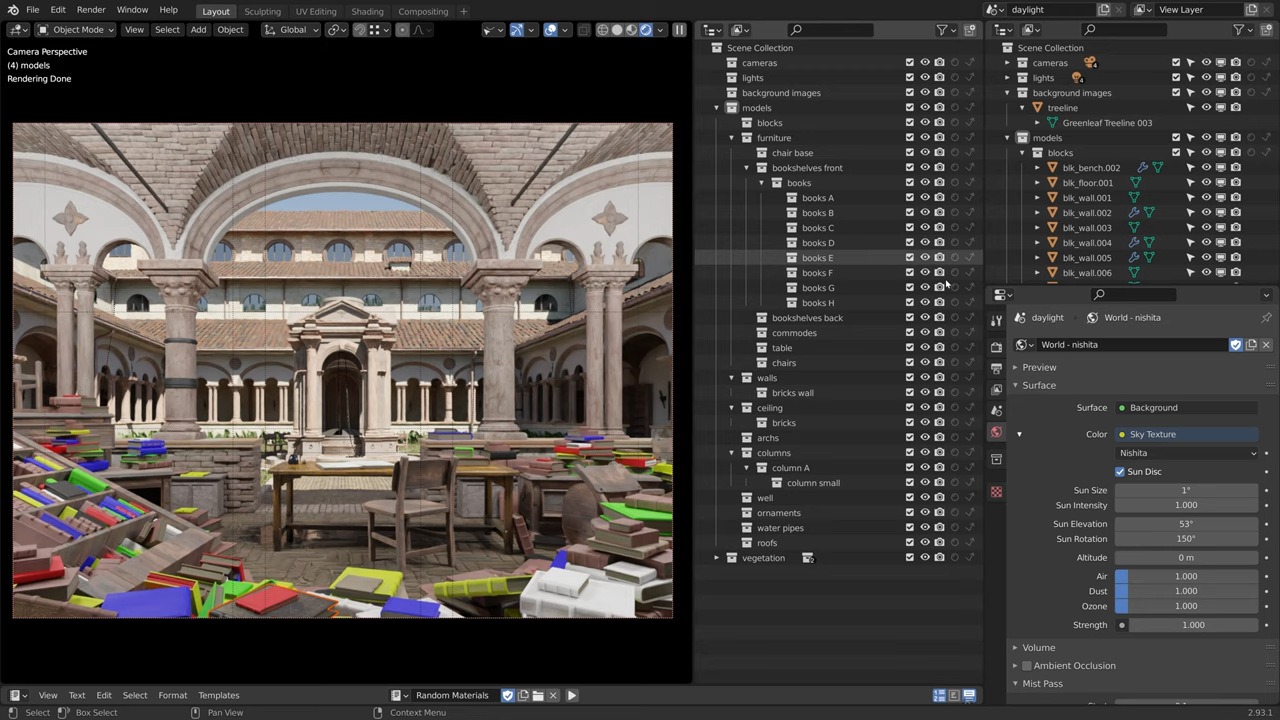 File Edit Render Window Help Layout Sculpting UV Editing Shading Compositing daylight View Layer
Object Mode View Select Add Object Global
Camera Perspective
(4) models
Rendering Done
Scene Collection
cameras
lights
background images
models
blocks
furniture
chair base
bookshelves front
books
books A
books B
books C
books D
books E
books F
books G
books H
bookshelves back
commodes
table
chairs
walls
bricks wall
ceiling
bricks
archs
columns
column A
column small
well
ornaments
water pipes
roofs
vegetation 2
Scene Collection
cameras 4
lights 4
background images
treeline
Greenleaf Treeline 003
models
blocks
blk_bench.002
blk_floor.001
blk_wall.001
blk_wall.002
blk_wall.003
blk_wall.004
blk_wall.005
blk_wall.006
daylight World - nishita
World - nishita
Preview
Surface
Surface Background
Color Sky Texture
Nishita
Sun Disc
Sun Size 1°
Sun Intensity 1.000
Sun Elevation 53°
Sun Rotation 150°
Altitude 0 m
Air 1.000
Dust 1.000
Ozone 1.000
Strength 1.000
Volume
Ambient Occlusion
Mist Pass
View Text Edit Select Format Templates Random Materials
Select Box Select Pan View Context Menu 2.93.1